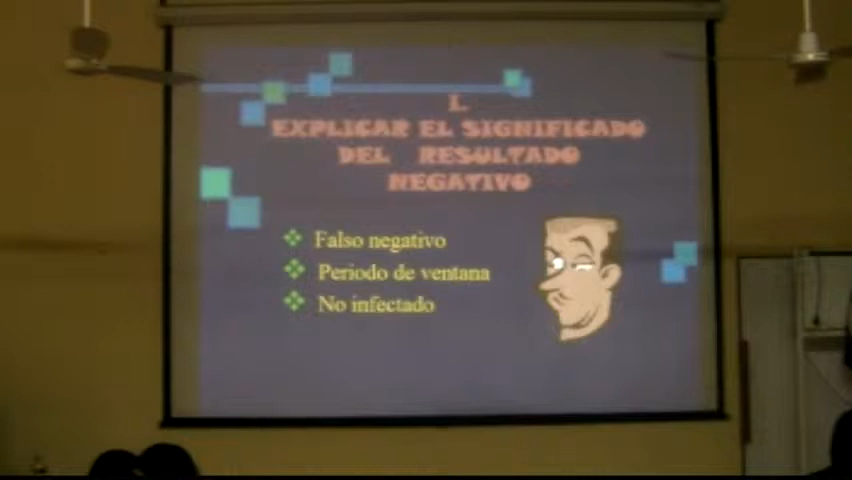 I.
EXPLICAR EL SIGNIFICADO
DEL RESULTADO
NEGATIVO
Falso negativo
Periodo de ventana
No infectado